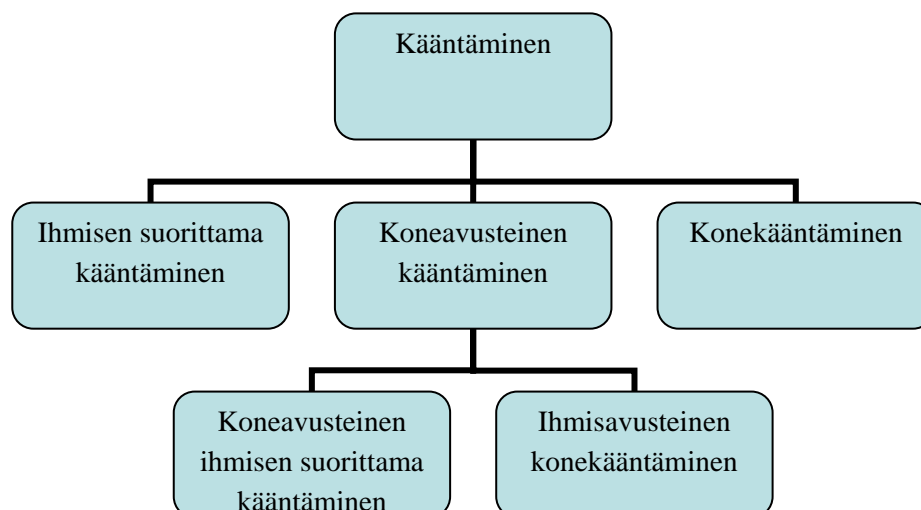 Kääntäminen
Ihmisen suorittama
kääntäminen
Koneavusteinen
kääntäminen
Konekääntäminen
Koneavusteinen
ihmisen suorittama
kääntäminen
Ihmisavusteinen
konekääntäminen